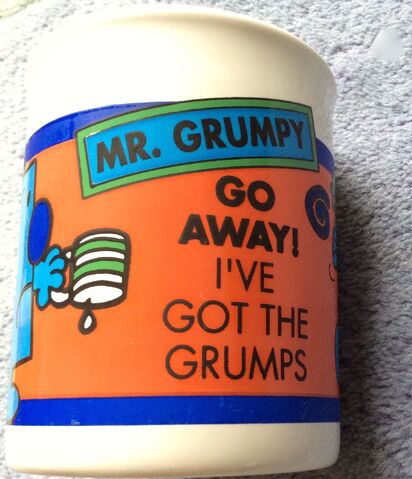 MR. GRUMPY
GO
AWAY!
I'VE
GOT THE
GRUMPS